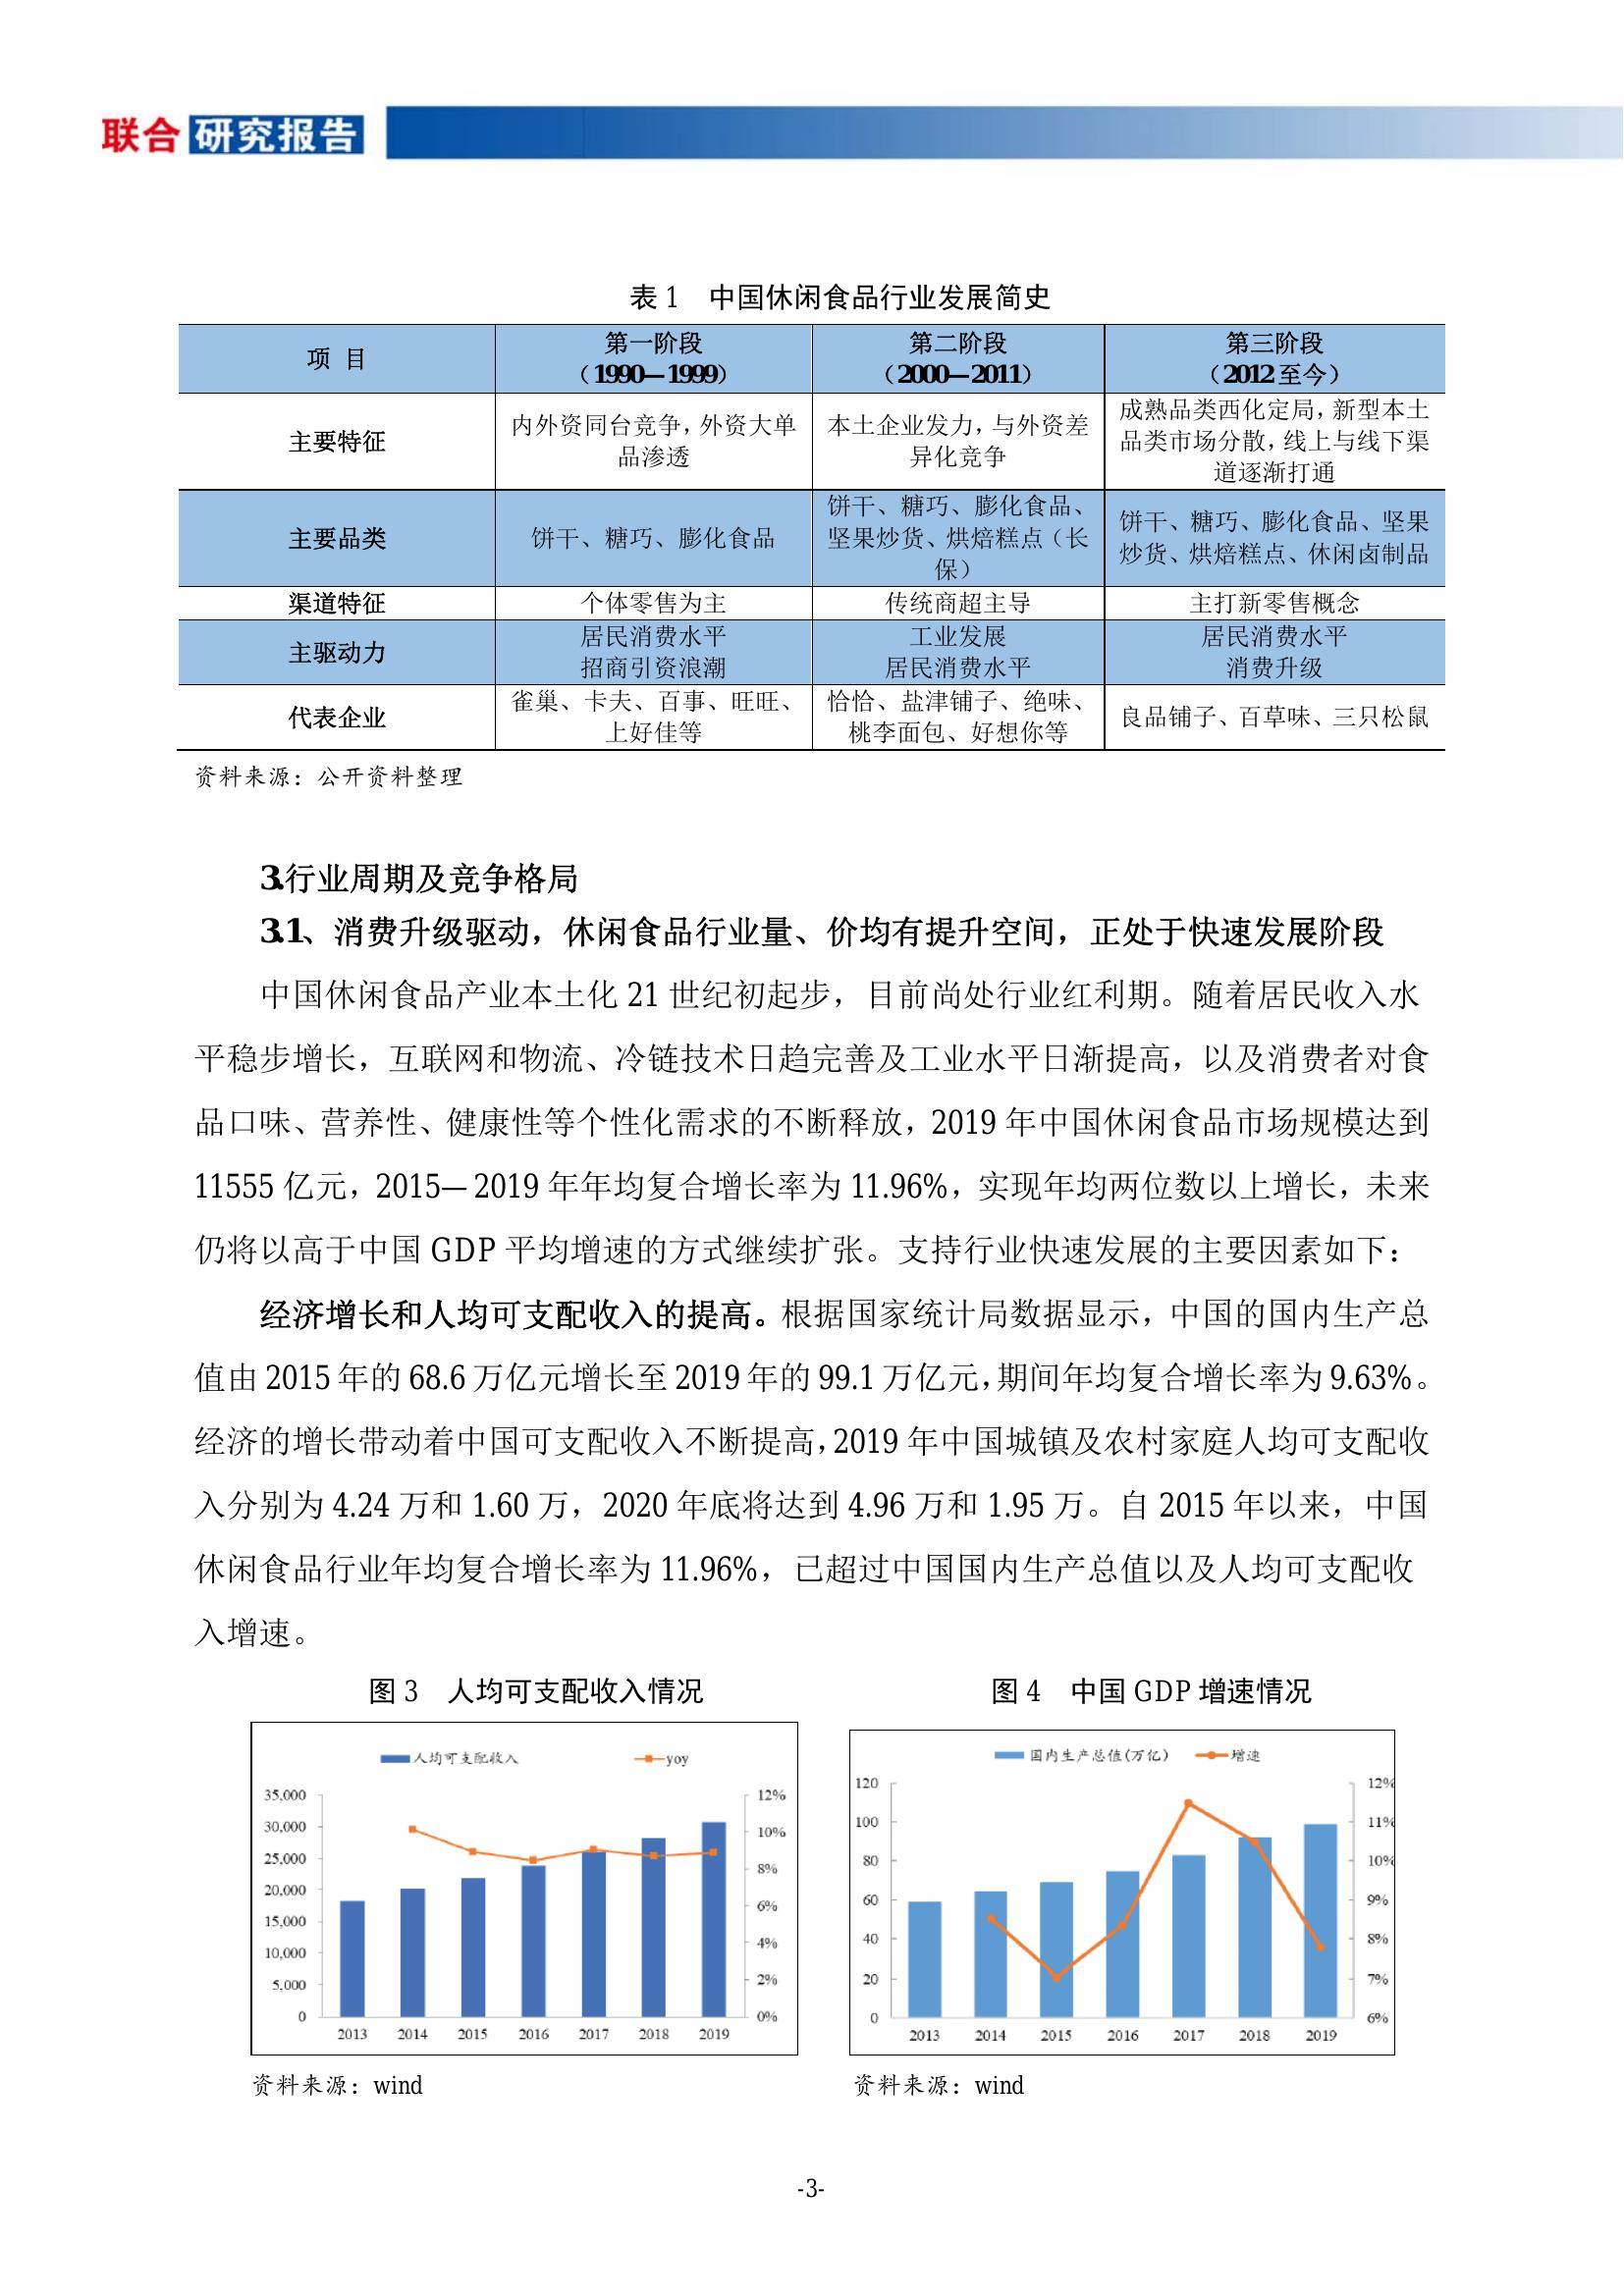 联合 研究报告
表 1 中国休闲食品行业发展简史
项 目
第一阶段
（1990—1999）
第二阶段
（2000—2011）
第三阶段
（2012 至今）
主要特征
内外资同台竞争，外资大单
品渗透
本土企业发力，与外资差
异化竞争
成熟品类西化定局，新型本土
品类市场分散，线上与线下渠
道逐渐打通
主要品类
饼干、糖巧、膨化食品
饼干、糖巧、膨化食品、
坚果炒货、烘焙糕点（长
保）
饼干、糖巧、膨化食品、坚果
炒货、烘焙糕点、休闲卤制品
渠道特征
个体零售为主
传统商超主导
主打新零售概念
主驱动力
居民消费水平
招商引资浪潮
工业发展
居民消费水平
居民消费水平
消费升级
代表企业
雀巢、卡夫、百事、旺旺、
上好佳等
恰恰、盐津铺子、绝味、
桃李面包、好想你等
良品铺子、百草味、三只松鼠
资料来源：公开资料整理
3.行业周期及竞争格局
3.1、消费升级驱动，休闲食品行业量、价均有提升空间，正处于快速发展阶段
中国休闲食品产业本土化 21 世纪初起步，目前尚处行业红利期。随着居民收入水
平稳步增长，互联网和物流、冷链技术日趋完善及工业水平日渐提高，以及消费者对食
品口味、营养性、健康性等个性化需求的不断释放，2019 年中国休闲食品市场规模达到
11555 亿元，2015—2019 年年均复合增长率为 11.96%，实现年均两位数以上增长，未来
仍将以高于中国 GDP 平均增速的方式继续扩张。支持行业快速发展的主要因素如下：
经济增长和人均可支配收入的提高。根据国家统计局数据显示，中国的国内生产总
值由 2015 年的 68.6 万亿元增长至 2019 年的 99.1 万亿元，期间年均复合增长率为 9.63%。
经济的增长带动着中国可支配收入不断提高，2019 年中国城镇及农村家庭人均可支配收
入分别为 4.24 万和 1.60 万，2020 年底将达到 4.96 万和 1.95 万。自 2015 年以来，中国
休闲食品行业年均复合增长率为 11.96%，已超过中国国内生产总值以及人均可支配收
入增速。
图 3 人均可支配收入情况
人均可支配收入 yoy
35,000
30,000
25,000
20,000
15,000
10,000
5,000
0
12%
10%
8%
6%
4%
2%
0%
2013 2014 2015 2016 2017 2018 2019
资料来源：wind
图 4 中国 GDP 增速情况
国内生产总值(万亿) 增速
120
100
80
60
40
20
0
12%
11%
10%
9%
8%
7%
6%
2013 2014 2015 2016 2017 2018 2019
资料来源：wind
-3-